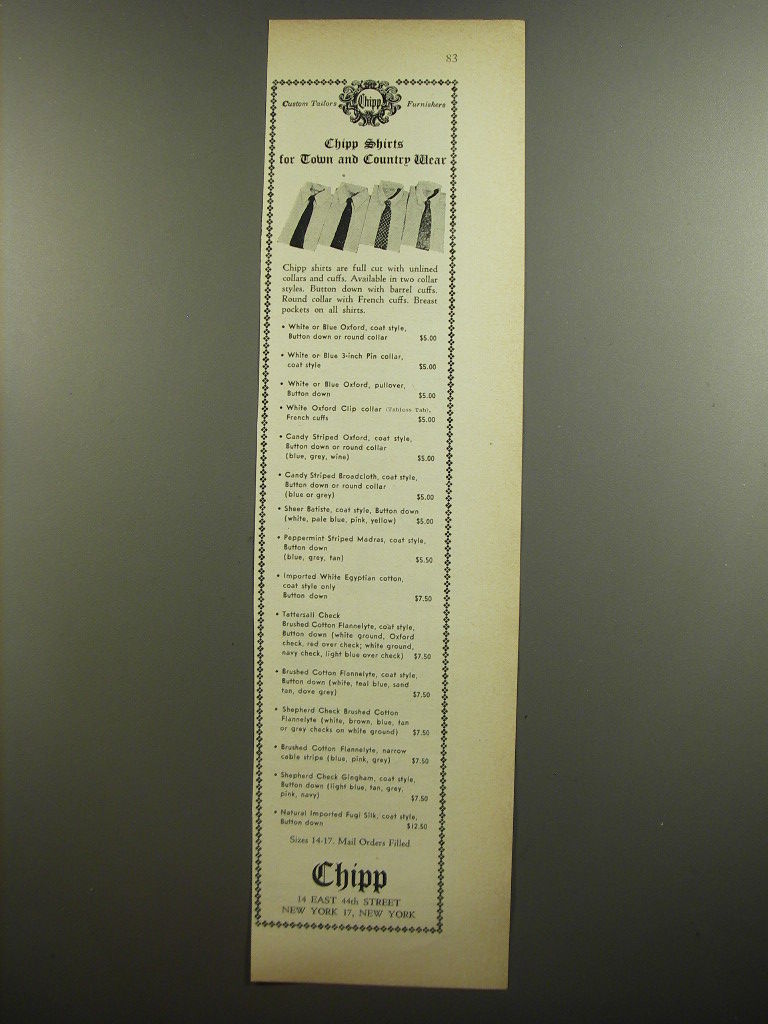 83
Custom Tailors Chipp Furnishers
Chipp Shirts
for Town and Country Wear
Chipp shirts are full cut with unlined
collars and cuffs. Available in two collar
styles. Button down with barrel cuffs.
Round collar with French cuffs. Breast
pockets on all shirts.
• White or Blue Oxford, coat style,
Button down or round collar $5.00
• White or Blue 3-inch Pin collar,
coat style $5.00
• White or Blue Oxford, pullover,
Button down $5.00
• White Oxford Clip collar (Tabless Tab),
French cuffs $5.00
• Candy Striped Oxford, coat style,
Button down or round collar
(blue, grey, wine) $5.00
• Candy Striped Broadcloth, coat style,
Button down or round collar
(blue or grey) $5.00
• Sheer Batiste, coat style, Button down
(white, pale blue, pink, yellow) $5.00
• Peppermint Striped Madras, coat style,
Button down
(blue, grey, tan) $5.50
• Imported White Egyptian cotton,
coat style only
Button down $7.50
• Tattersall Check
Brushed Cotton Flannelyte, coat style,
Button down (white ground, Oxford
check, red over check; white ground,
navy check, light blue over check) $7.50
• Brushed Cotton Flannelyte, coat style,
Button down (white, teal blue, sand
tan, dove grey) $7.50
• Shepherd Check Brushed Cotton
Flannelyte (white, brown, blue, tan
or grey checks on white ground) $7.50
• Brushed Cotton Flannelyte, narrow
cable stripe (blue, pink, grey) $7.50
• Shepherd Check Gingham, coat style,
Button down (light blue, tan, grey,
pink, navy) $7.50
• Natural Imported Fugi Silk, coat style,
Button down $12.50
Sizes 14-17. Mail Orders Filled
Chipp
14 EAST 44th STREET
NEW YORK 17, NEW YORK